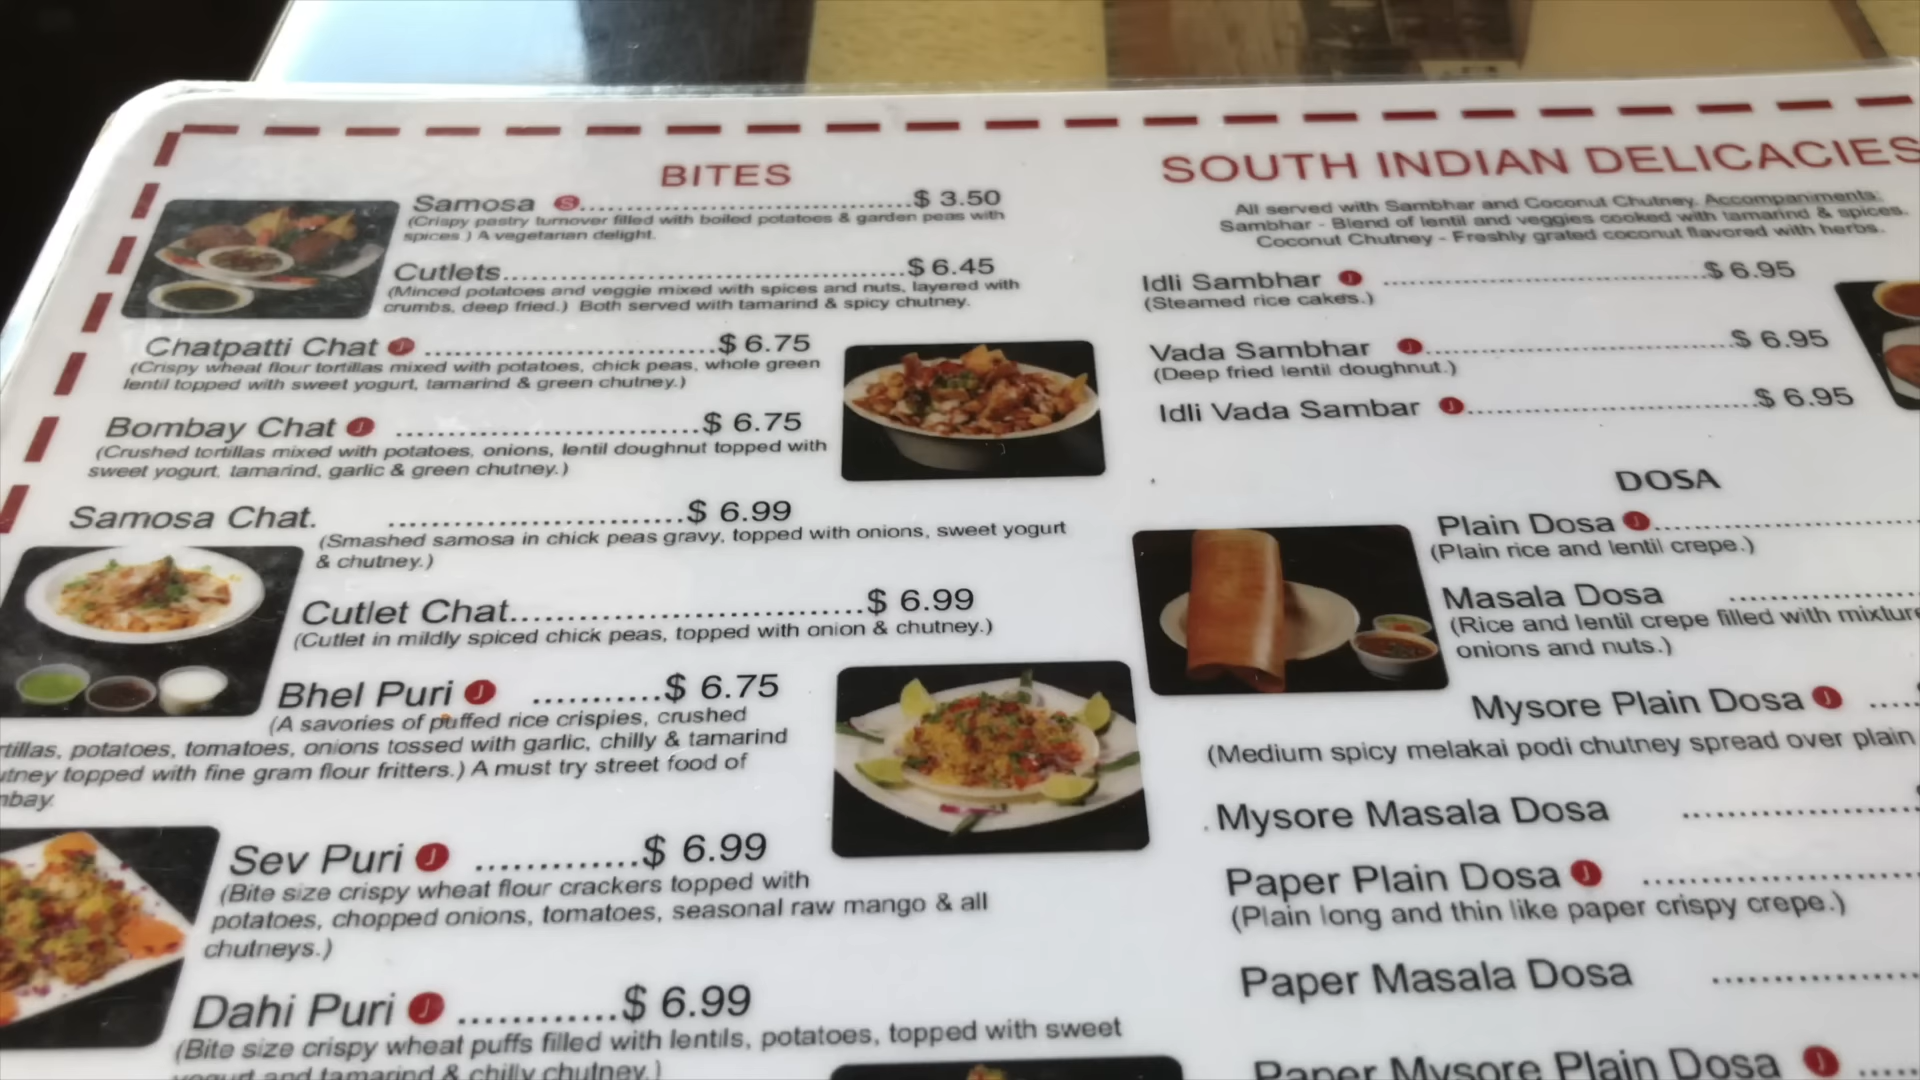 BITES
Samosa S..............................$ 3.50
(Crispy pastry turnover filled with boiled potatoes & garden peas with
spices.) A vegetarian delight.
Cutlets....................................$ 6.45
(Minced potatoes and veggie mixed with spices and nuts, layered with
crumbs, deep fried.) Both served with tamarind & spicy chutney.
Chatpatti Chat J ..............................$ 6.75
(Crispy wheat flour tortillas mixed with potatoes, chick peas, whole green
lentil topped with sweet yogurt, tamarind & green chutney.)
Bombay Chat J ..............................$ 6.75
(Crushed tortillas mixed with potatoes, onions, lentil doughnut topped with
sweet yogurt, tamarind, garlic & green chutney.)
Samosa Chat. ............................$ 6.99
(Smashed samosa in chick peas gravy, topped with onions, sweet yogurt
& chutney.)
Cutlet Chat..............................$ 6.99
(Cutlet in mildly spiced chick peas, topped with onion & chutney.)
Bhel Puri J ...........$ 6.75
(A savories of puffed rice crispies, crushed
rtillas, potatoes, tomatoes, onions tossed with garlic, chilly & tamarind
utney topped with fine gram flour fritters.) A must try street food of
mbay.
Sev Puri J .............$ 6.99
(Bite size crispy wheat flour crackers topped with
potatoes, chopped onions, tomatoes, seasonal raw mango & all
chutneys.)
Dahi Puri J ............$ 6.99
(Bite size crispy wheat puffs filled with lentils, potatoes, topped with sweet
yogurt and tamarind & chilly chutney.)
SOUTH INDIAN DELICACIES
All served with Sambhar and Coconut Chutney. Accompaniments:
Sambhar - Blend of lentil and veggies cooked with tamarind & spices.
Coconut Chutney - Freshly grated coconut flavored with herbs.
Idli Sambhar J ..............................$ 6.95
(Steamed rice cakes.)
Vada Sambhar J..............................$ 6.95
(Deep fried lentil doughnut.)
Idli Vada Sambar J............................$ 6.95
DOSA
Plain Dosa J.....................
(Plain rice and lentil crepe.)
Masala Dosa ...............
(Rice and lentil crepe filled with mixture
onions and nuts.)
Mysore Plain Dosa J ....
(Medium spicy melakai podi chutney spread over plain
Mysore Masala Dosa ..................
Paper Plain Dosa J ....................
(Plain long and thin like paper crispy crepe.)
Paper Masala Dosa ...............
Paper Mysore Plain Dosa J ....